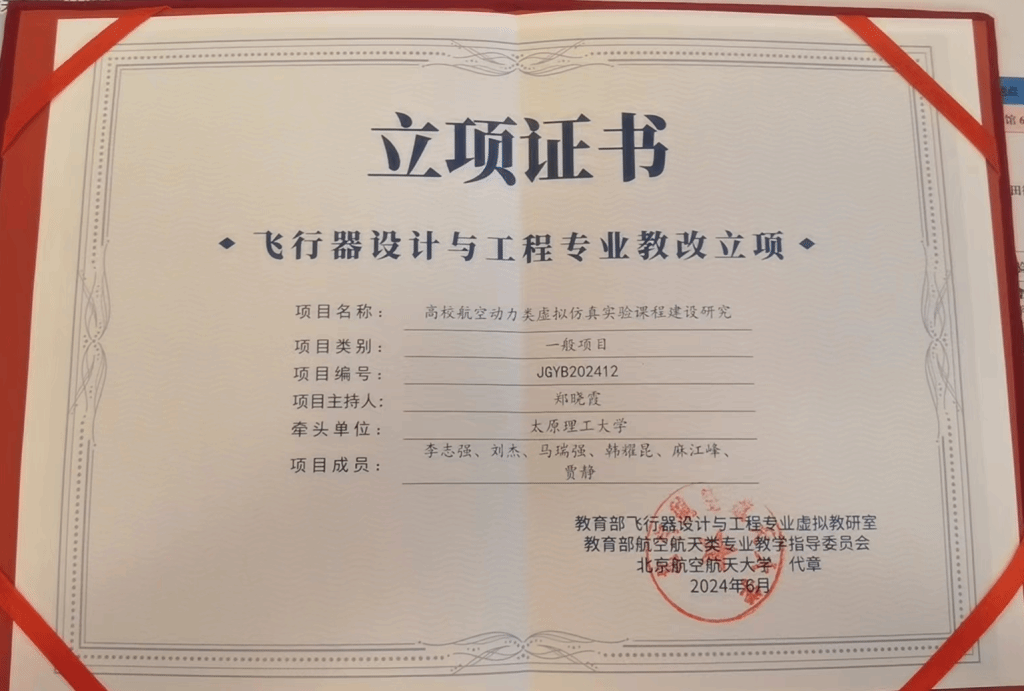 立项证书
飞行器设计与工程专业教改立项
项目名称: 高校航空动力类虚拟仿真实验课程建设研究
项目类别: 一般项目
项目编号: JGYB202412
项目主持人: 郑晓霞
牵头单位: 太原理工大学
项目成员: 李志强、刘杰、马瑞强、韩耀昆、麻江峰、
贾静
教育部飞行器设计与工程专业虚拟教研室
教育部航空航天类专业教学指导委员会
北京航空航天大学 代章
2024年6月